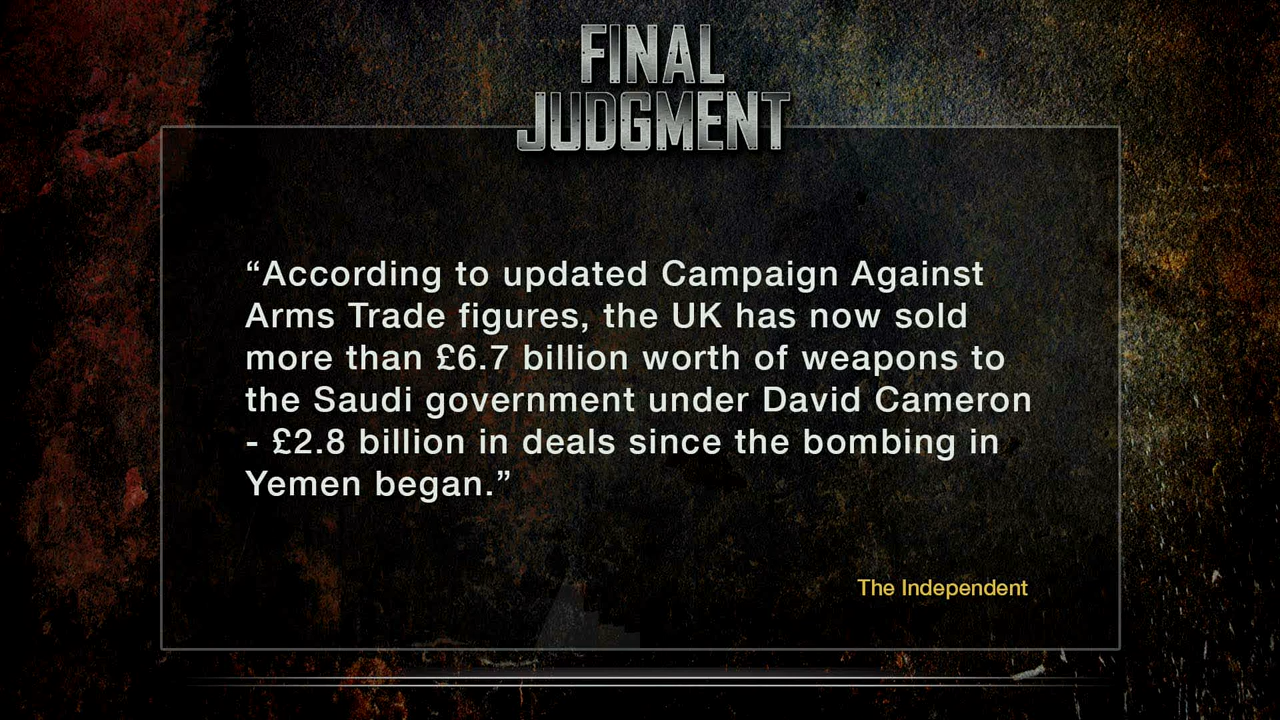 FINAL
JUDGMENT
“According to updated Campaign Against
Arms Trade figures, the UK has now sold
more than £6.7 billion worth of weapons to
the Saudi government under David Cameron
- £2.8 billion in deals since the bombing in
Yemen began.”
The Independent